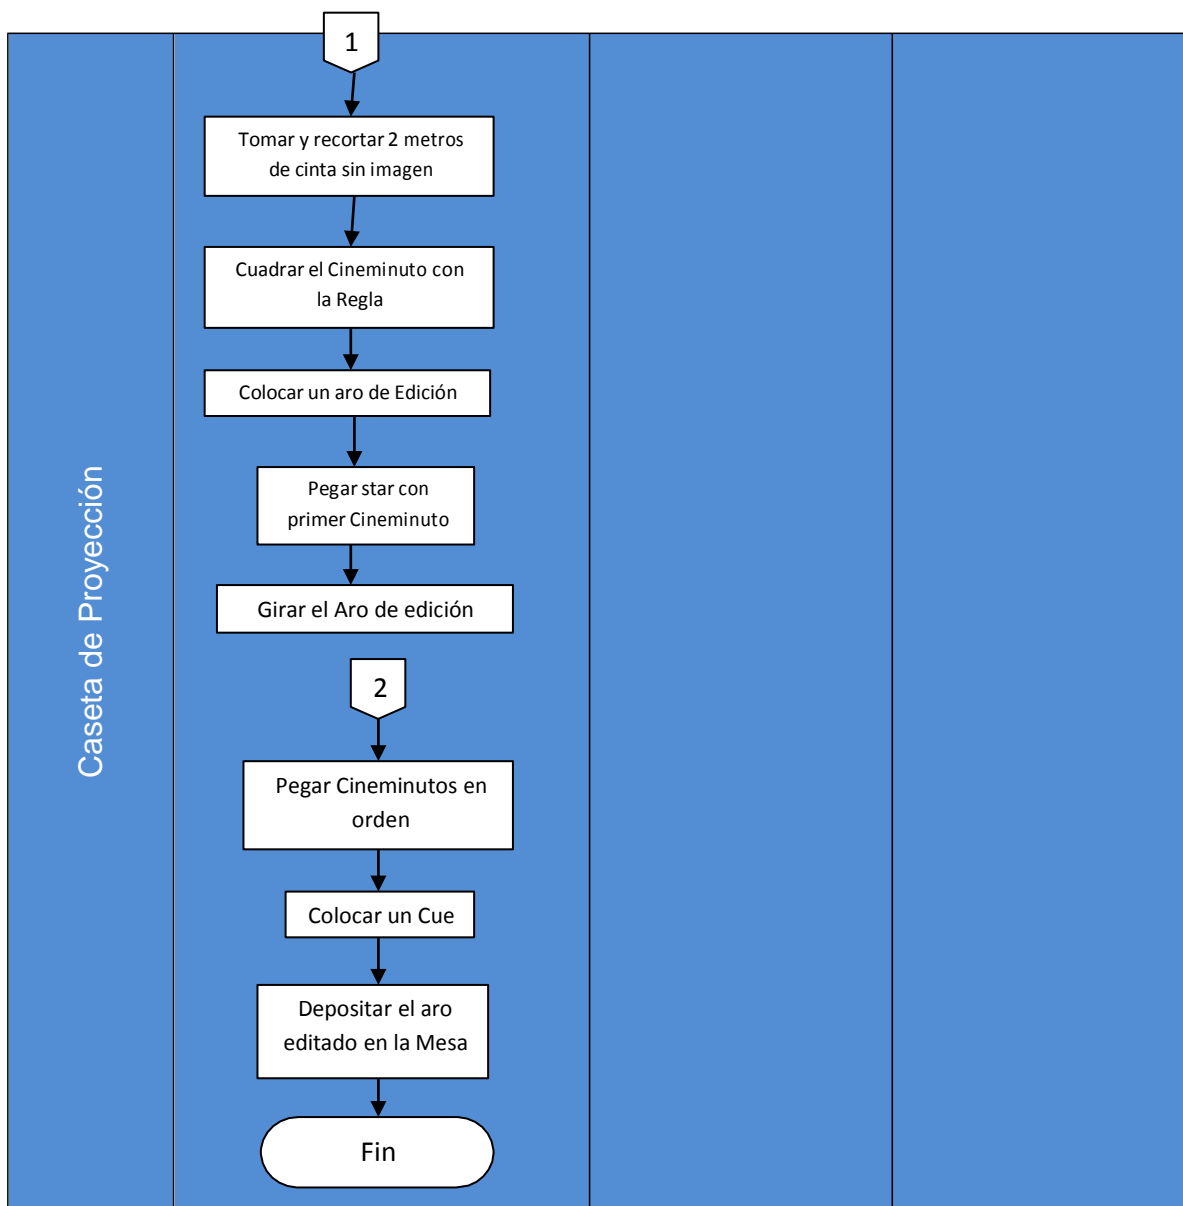 1
Tomar y recortar 2 metros
de cinta sin imagen
Cuadrar el Cineminuto con
la Regla
Colocar un aro de Edición
Pegar star con
primer Cineminuto
Girar el Aro de edición
Caseta de Proyección
2
Pegar Cineminutos en
orden
Colocar un Cue
Depositar el aro
editado en la Mesa
Fin